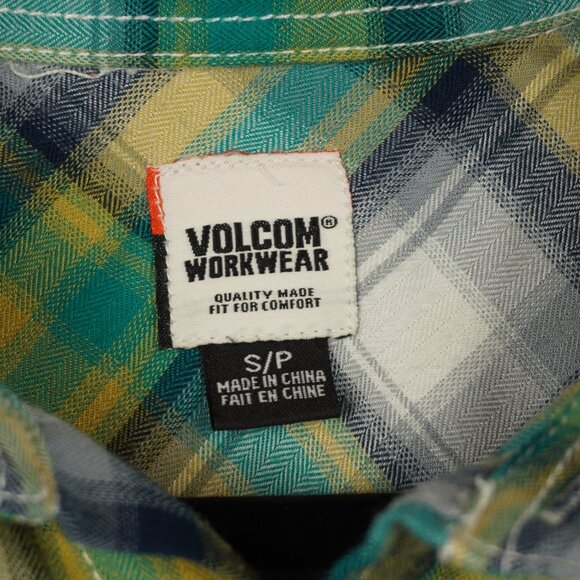 VOLCOM®
WORKWEAR
QUALITY MADE
FIT FOR COMFORT
S/P
MADE IN CHINA
FAIT EN CHINE